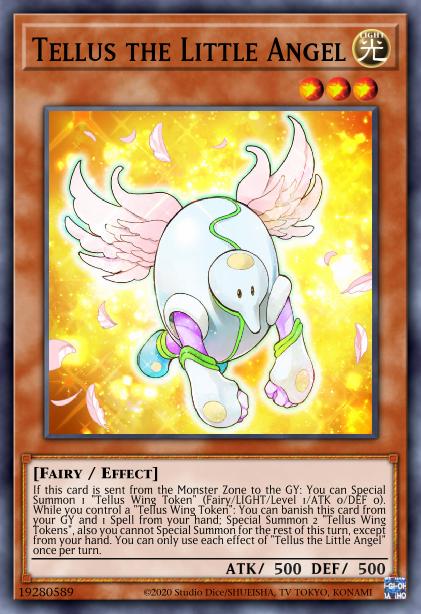 TELLUS THE LITTLE ANGEL
LIGHT
光
[FAIRY / EFFECT]
If this card is sent from the Monster Zone to the GY: You can Special
Summon 1 "Tellus Wing Token" (Fairy/LIGHT/Level 1/ATK 0/DEF 0).
While you control a "Tellus Wing Token": You can banish this card from
your GY and 1 Spell from your hand; Special Summon 2 "Tellus Wing
Tokens", also you cannot Special Summon for the rest of this turn, except
from your hand. You can only use each effect of "Tellus the Little Angel"
once per turn.
ATK/ 500 DEF/ 500
19280589 ©2020 Studio Dice/SHUEISHA, TV TOKYO, KONAMI